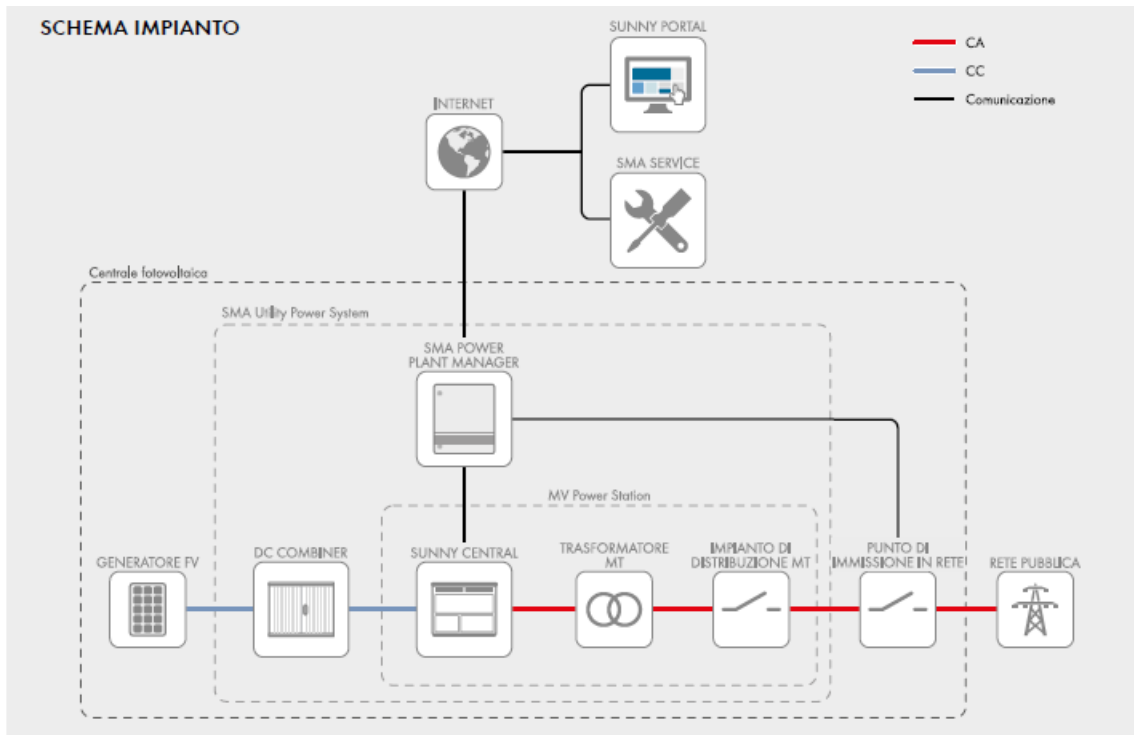 SCHEMA IMPIANTO
SUNNY PORTAL
CA
CC
Comunicazione
INTERNET
SMA SERVICE
Centrale fotovoltaica
SMA Utility Power System
SMA POWER
PLANT MANAGER
MV Power Station
GENERATORE FV
DC COMBINER
SUNNY CENTRAL
TRASFORMATORE
MT
IMPIANTO DI
DISTRIBUZIONE MT
PUNTO DI
IMMISSIONE IN RETE
RETE PUBBLICA